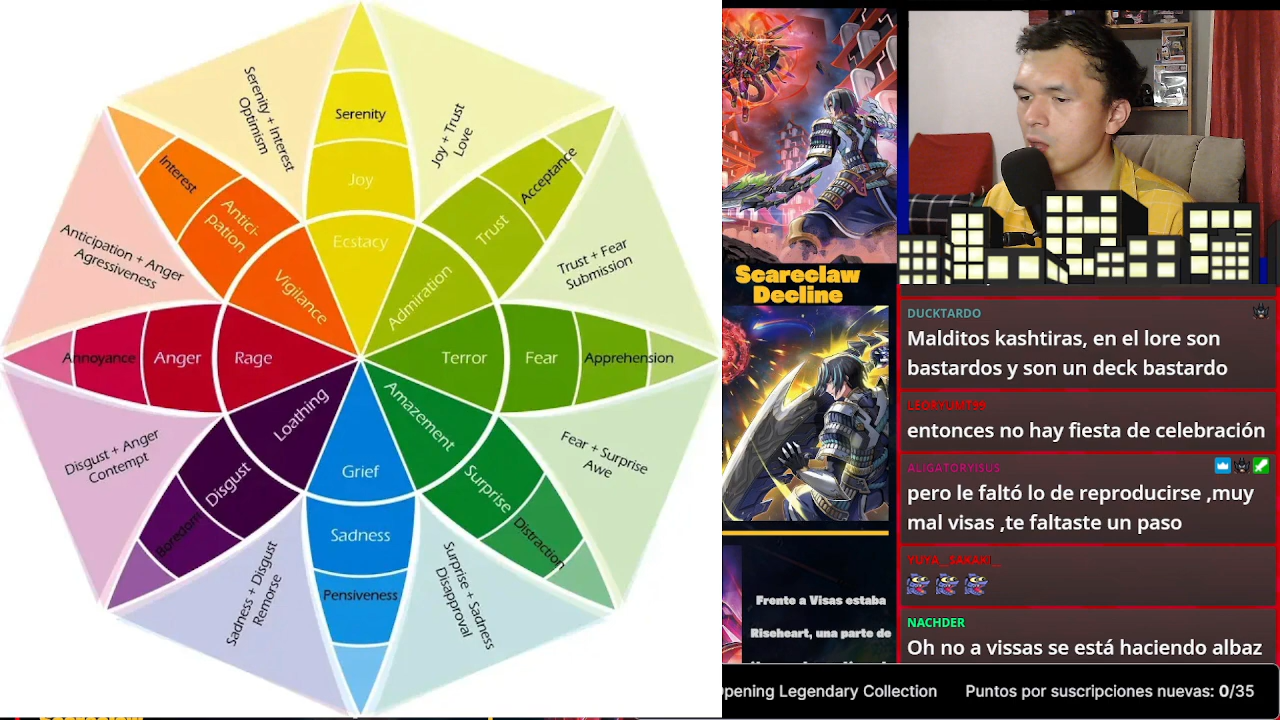 Serenity
Joy
Ecstacy
Serenity + Interest
Optimism
Joy + Trust
Love
Interest
Antici-
pation
Vigilance
Acceptance
Trust
Admiration
Anticipation + Anger
Agressiveness
Trust + Fear
Submission
Annoyance
Anger
Rage
Terror
Fear
Apprehension
Loathing
Disgust
Boredom
Amazement
Surprise
Distraction
Grief
Sadness
Pensiveness
Disgust + Anger
Contempt
Fear + Surprise
Awe
Sadness + Disgust
Remorse
Surprise + Sadness
Disapproval
Scareclaw
Decline
Frente a Visas estaba
Riseheart, una parte de
DUCKTARDO
Malditos kashtiras, en el lore son
bastardos y son un deck bastardo
LEORYUMT99
entonces no hay fiesta de celebración
ALIGATORYISUS
pero le faltó lo de reproducirse ,muy
mal visas ,te faltaste un paso
YUYA__SAKAKI__
NACHDER
Oh no a vissas se está haciendo albaz
pening Legendary Collection
Puntos por suscripciones nuevas: 0/35